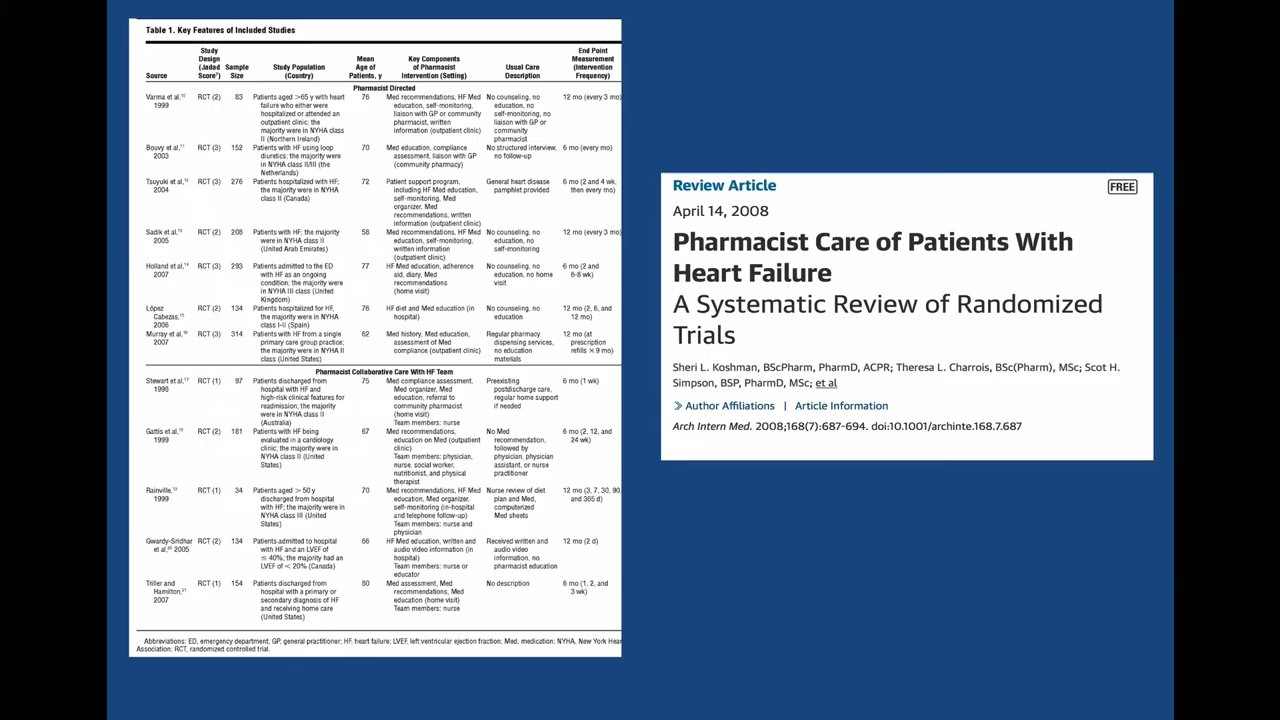 Table 1. Key Features of Included Studies
Source
Study Design (Jadad Score7)
Sample Size
Study Population (Country)
Mean Age of Patients, y
Key Components of Pharmacist Intervention (Setting)
Usual Care Description
End Point Measurement (Intervention Frequency)
Pharmacist Directed
Varma et al,10 1999
RCT (2)
83
Patients aged >65 y with heart
failure who either were
hospitalized or attended an
outpatient clinic; the
majority were in NYHA class
II (Northern Ireland)
76
Med recommendations, HF Med
education, self-monitoring,
liaison with GP or community
pharmacist, written
information (outpatient clinic)
No counseling, no
education, no
self-monitoring, no
liaison with GP or
community
pharmacist
12 mo (every 3 mo)
Bouvy et al,11
2003
RCT (3)
152
Patients with HF using loop
diuretics; the majority were
in NYHA class II/III (the
Netherlands)
70
Med education, compliance
assessment, liaison with GP
(community pharmacy)
No structured interview,
no follow-up
6 mo (every mo)
Tsuyuki et al,
2004
RCT (3)
276
Patients hospitalized with HF;
the majority were in NYHA
class II (Canada)
72
Patient support program,
including HF Med education,
self-monitoring, Med
organizer, Med
recommendations, written
information (outpatient clinic)
General heart disease
pamphlet provided
6 mo (2 and 4 wk,
then every mo)
Sadik et al,
2005
RCT (2)
208
Patients with HF; the majority
were in NYHA class II
(United Arab Emirates)
58
Med recommendations, HF Med
education, self-monitoring,
written information
(outpatient clinic)
No counseling, no
education, no
self-monitoring
12 mo (every 3 mo)
Holland et al,14
2007
RCT (3)
293
Patients admitted to the ED
with HF as an ongoing
condition; the majority were
in NYHA III class (United
Kingdom)
77
HF Med education, adherence
aid, diary, Med
recommendations
(home visit)
No counseling, no
education, no home
visit
6 mo (2 and
6-8 wk)
López
Cabezas,15
2006
RCT (2)
134
Patients hospitalized for HF,
the majority were in NYHA
class I-II (Spain)
76
HF diet and Med education (in
hospital)
No counseling, no
education
12 mo (2, 6, and
12 mo)
Murray et al,16
2007
RCT (3)
314
Patients with HF from a single
primary care group practice;
the majority were in NYHA II
class (United States)
62
Med history, Med education,
assessment of Med
compliance (outpatient clinic)
Regular pharmacy
dispensing services,
no education
materials
12 mo (at
prescription
refills × 9 mo)
Pharmacist Collaborative Care With HF Team
Stewart et al,17
1998
RCT (1)
97
Patients discharged from
hospital with HF and
high-risk clinical features for
readmission; the majority
were in NYHA class II
(Australia)
75
Med compliance assessment,
Med organizer, Med
education, referral to
community pharmacist
(home visit)
Team members: nurse
Preexisting
postdischarge care,
regular home support
if needed
6 mo (1 wk)
Gattis et al,
1999
RCT (2)
181
Patients with HF being
evaluated in a cardiology
clinic; the majority were in
NYHA class II (United
States)
67
Med recommendations,
education on Med (outpatient
clinic)
Team members: physician,
nurse, social worker,
nutritionist, and physical
therapist
No Med
recommendation,
followed by
physician, physician
assistant, or nurse
practitioner
6 mo (2, 12, and
24 wk)
Rainville,
1999
RCT (1)
34
Patients aged > 50 y
discharged from hospital
with HF; the majority were in
NYHA class III (United
States)
70
Med recommendations, HF Med
education, Med organizer,
self-monitoring (in-hospital
and telephone follow-up)
Team members: nurse and
physician
Nurse review of diet
plan and Med,
computerized
Med sheets
12 mo (3, 7, 30, 90,
and 365 d)
Gwardy-Sridhar
et al,20 2005
RCT (2)
134
Patients admitted to hospital
with HF and an LVEF of
≤ 40%; the majority had an
LVEF of < 20% (Canada)
66
HF Med education, written and
audio video information (in
hospital)
Team members: nurse or
educator
Received written and
audio video
information, no
pharmacist education
12 mo (2 d)
Triller and
Hamilton,21
2007
RCT (1)
154
Patients discharged from
hospital with a primary or
secondary diagnosis of HF
and receiving home care
(United States)
80
Med assessment, Med
recommendations, Med
education (home visit)
Team members: nurse
No description
6 mo (1, 2, and
3 wk)
Abbreviations: ED, emergency department; GP, general practitioner; HF, heart failure; LVEF, left ventricular ejection fraction; Med, medication; NYHA, New York Hea
Association; RCT, randomized controlled trial.
Review Article
FREE
April 14, 2008
Pharmacist Care of Patients With
Heart Failure
A Systematic Review of Randomized
Trials
Sheri L. Koshman, BScPharm, PharmD, ACPR; Theresa L. Charrois, BSc(Pharm), MSc; Scot H.
Simpson, BSP, PharmD, MSc; et al
Author Affiliations | Article Information
Arch Intern Med. 2008;168(7):687-694. doi:10.1001/archinte.168.7.687